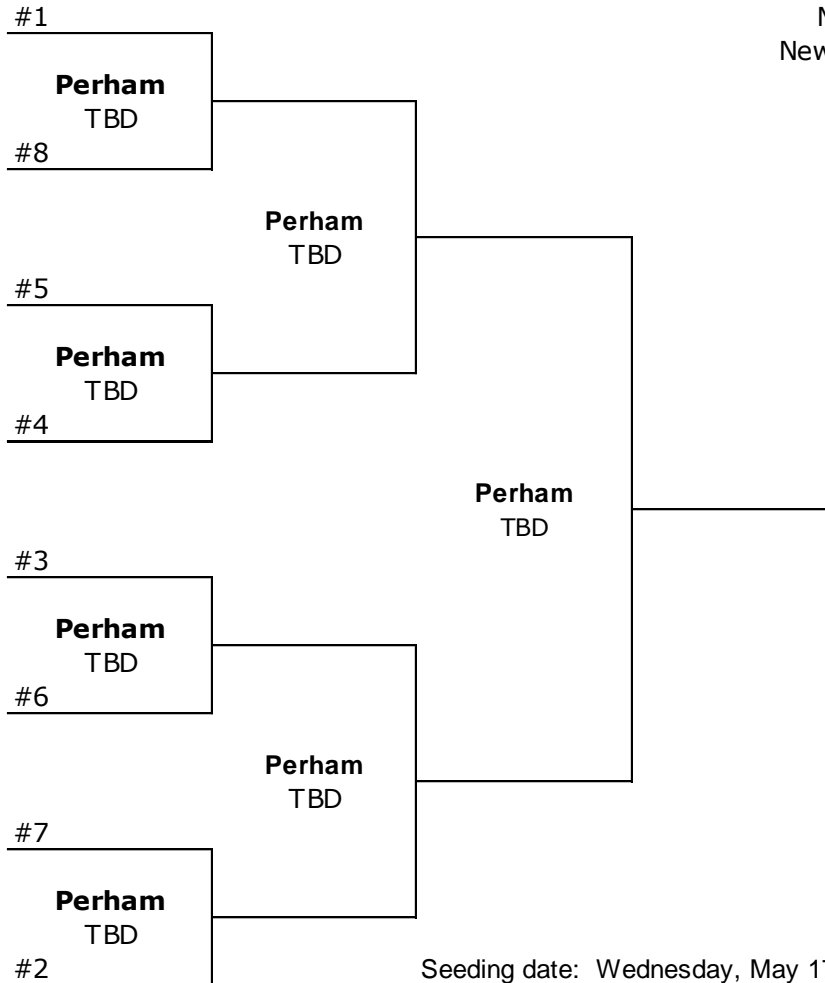 #1
Perham
TBD
#8
Perham
TBD
#5
Perham
TBD
#4
Perham
TBD
#3
Perham
TBD
#6
Perham
TBD
#7
Perham
TBD
#2
Seeding date: Wednesday, May